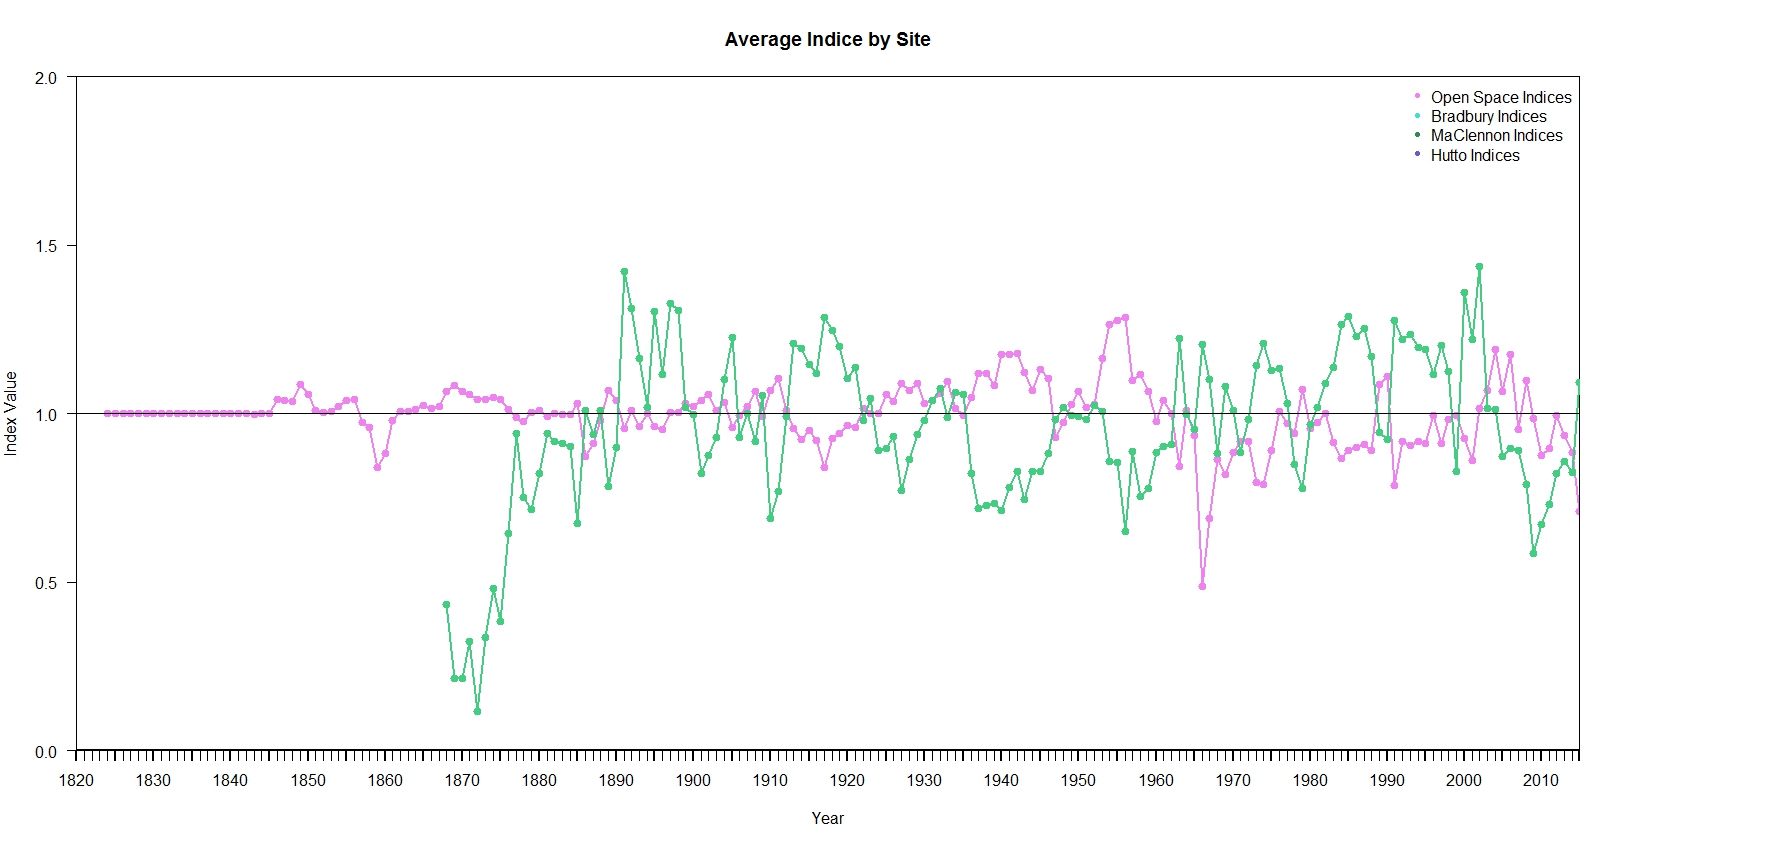 Average Indice by Site
2.0
Open Space Indices
Bradbury Indices
MaClennon Indices
Hutto Indices
1.5
1.0
Index Value
0.5
0.0
1820 1830 1840 1850 1860 1870 1880 1890 1900 1910 1920 1930 1940 1950 1960 1970 1980 1990 2000 2010
Year